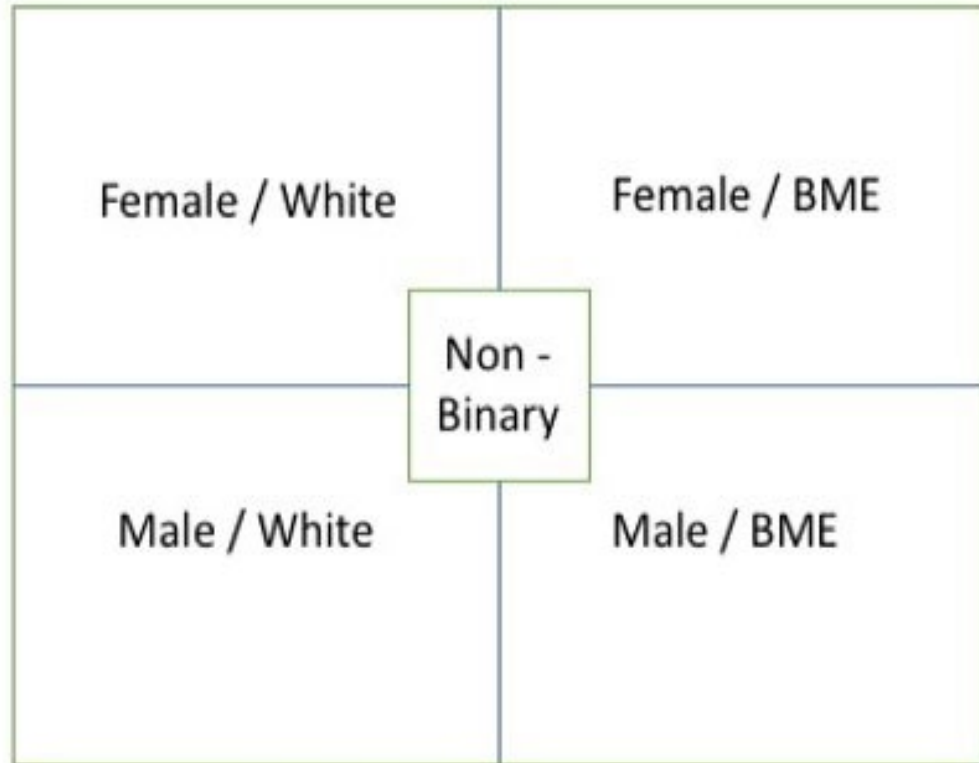 Female / White
Female / BME
Non -
Binary
Male / White
Male / BME